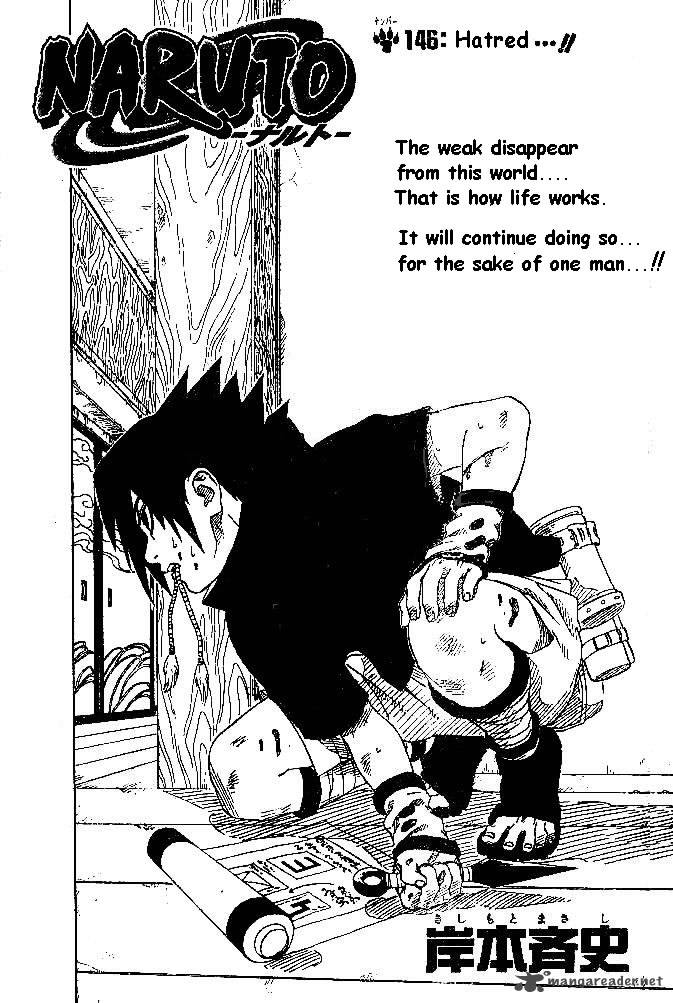 NARUTO
-ナルト-
ナンバー
146: Hatred...!!
The weak disappear
from this world....
That is how life works.
It will continue doing so...
for the sake of one man...!!
きしもとまさし
岸本斉史
mangareader.net